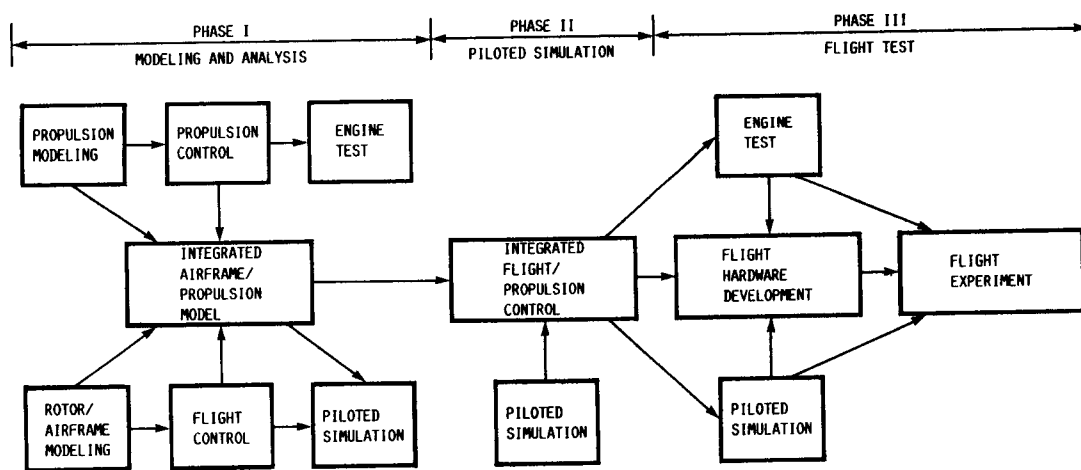 PHASE I
MODELING AND ANALYSIS
PHASE II
PILOTED SIMULATION
PHASE III
FLIGHT TEST
PROPULSION
MODELING
PROPULSION
CONTROL
ENGINE
TEST
ENGINE
TEST
INTEGRATED
AIRFRAME/
PROPULSION
MODEL
INTEGRATED
FLIGHT/
PROPULSION
CONTROL
FLIGHT
HARDWARE
DEVELOPMENT
FLIGHT
EXPERIMENT
ROTOR/
AIRFRAME
MODELING
FLIGHT
CONTROL
PILOTED
SIMULATION
PILOTED
SIMULATION
PILOTED
SIMULATION